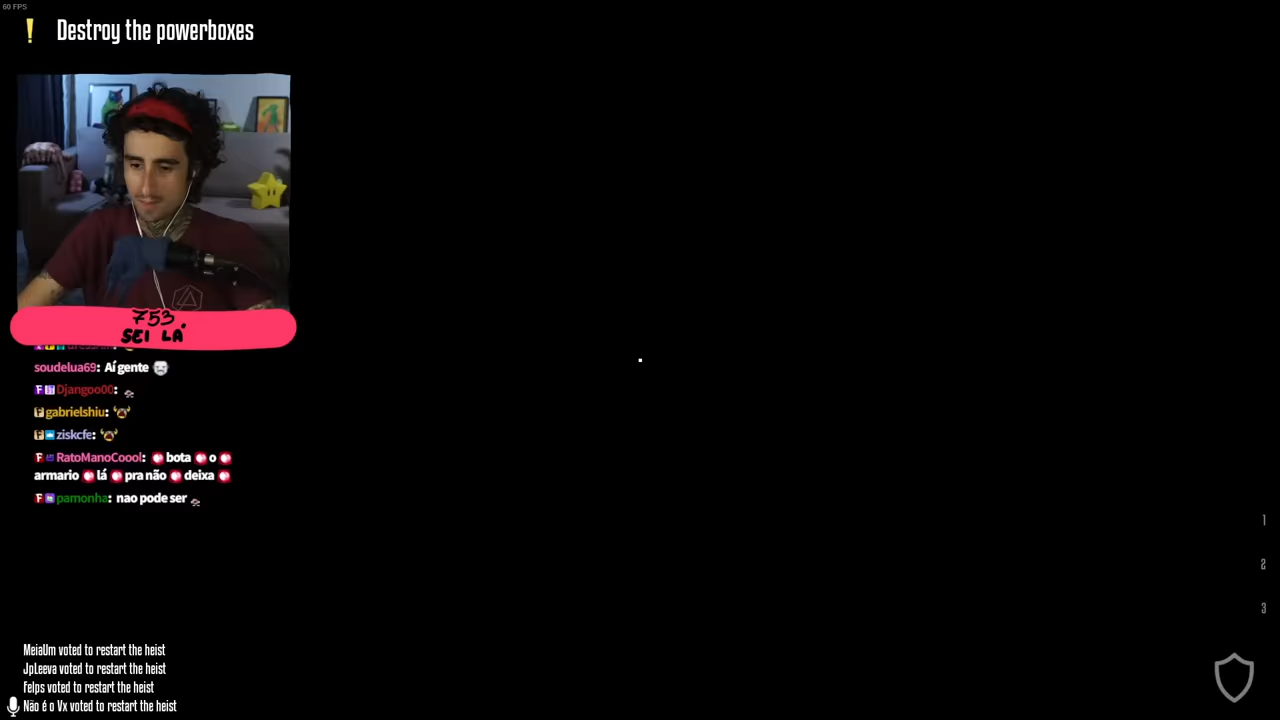 60 FPS
! Destroy the powerboxes
753
SEI LÁ
soudelua69: Aí gente
Djangoo00:
gabrielshiu:
ziskcfe:
RatoManoCoool: bota o
armario lá pra não deixa
pamonha: nao pode ser
1
2
3
MeiaUm voted to restart the heist
JpLeeva voted to restart the heist
Felps voted to restart the heist
Não é o Vx voted to restart the heist